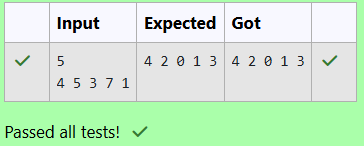 Input Expected Got
5 4 2 0 1 3 4 2 0 1 3
4 5 3 7 1
Passed all tests!